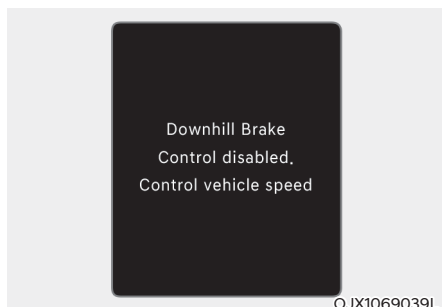 Downhill Brake
Control disabled.
Control vehicle speed
OJX1069039L